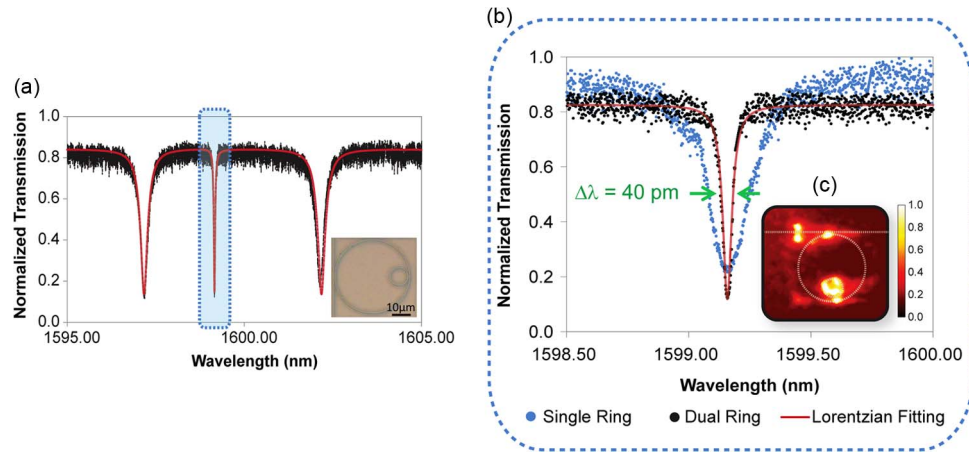 (a)
Normalized Transmission
1.0
0.8
0.6
0.4
0.2
0.0
1595.00
1600.00
1605.00
Wavelength (nm)
10μm
(b)
Normalized Transmission
1.0
0.8
0.6
0.4
0.2
0.0
Δλ = 40 pm
(c)
1.0
0.8
0.6
0.4
0.2
0.0
1598.50
1599.00
1599.50
1600.00
Wavelength (nm)
Single Ring
Dual Ring
Lorentzian Fitting